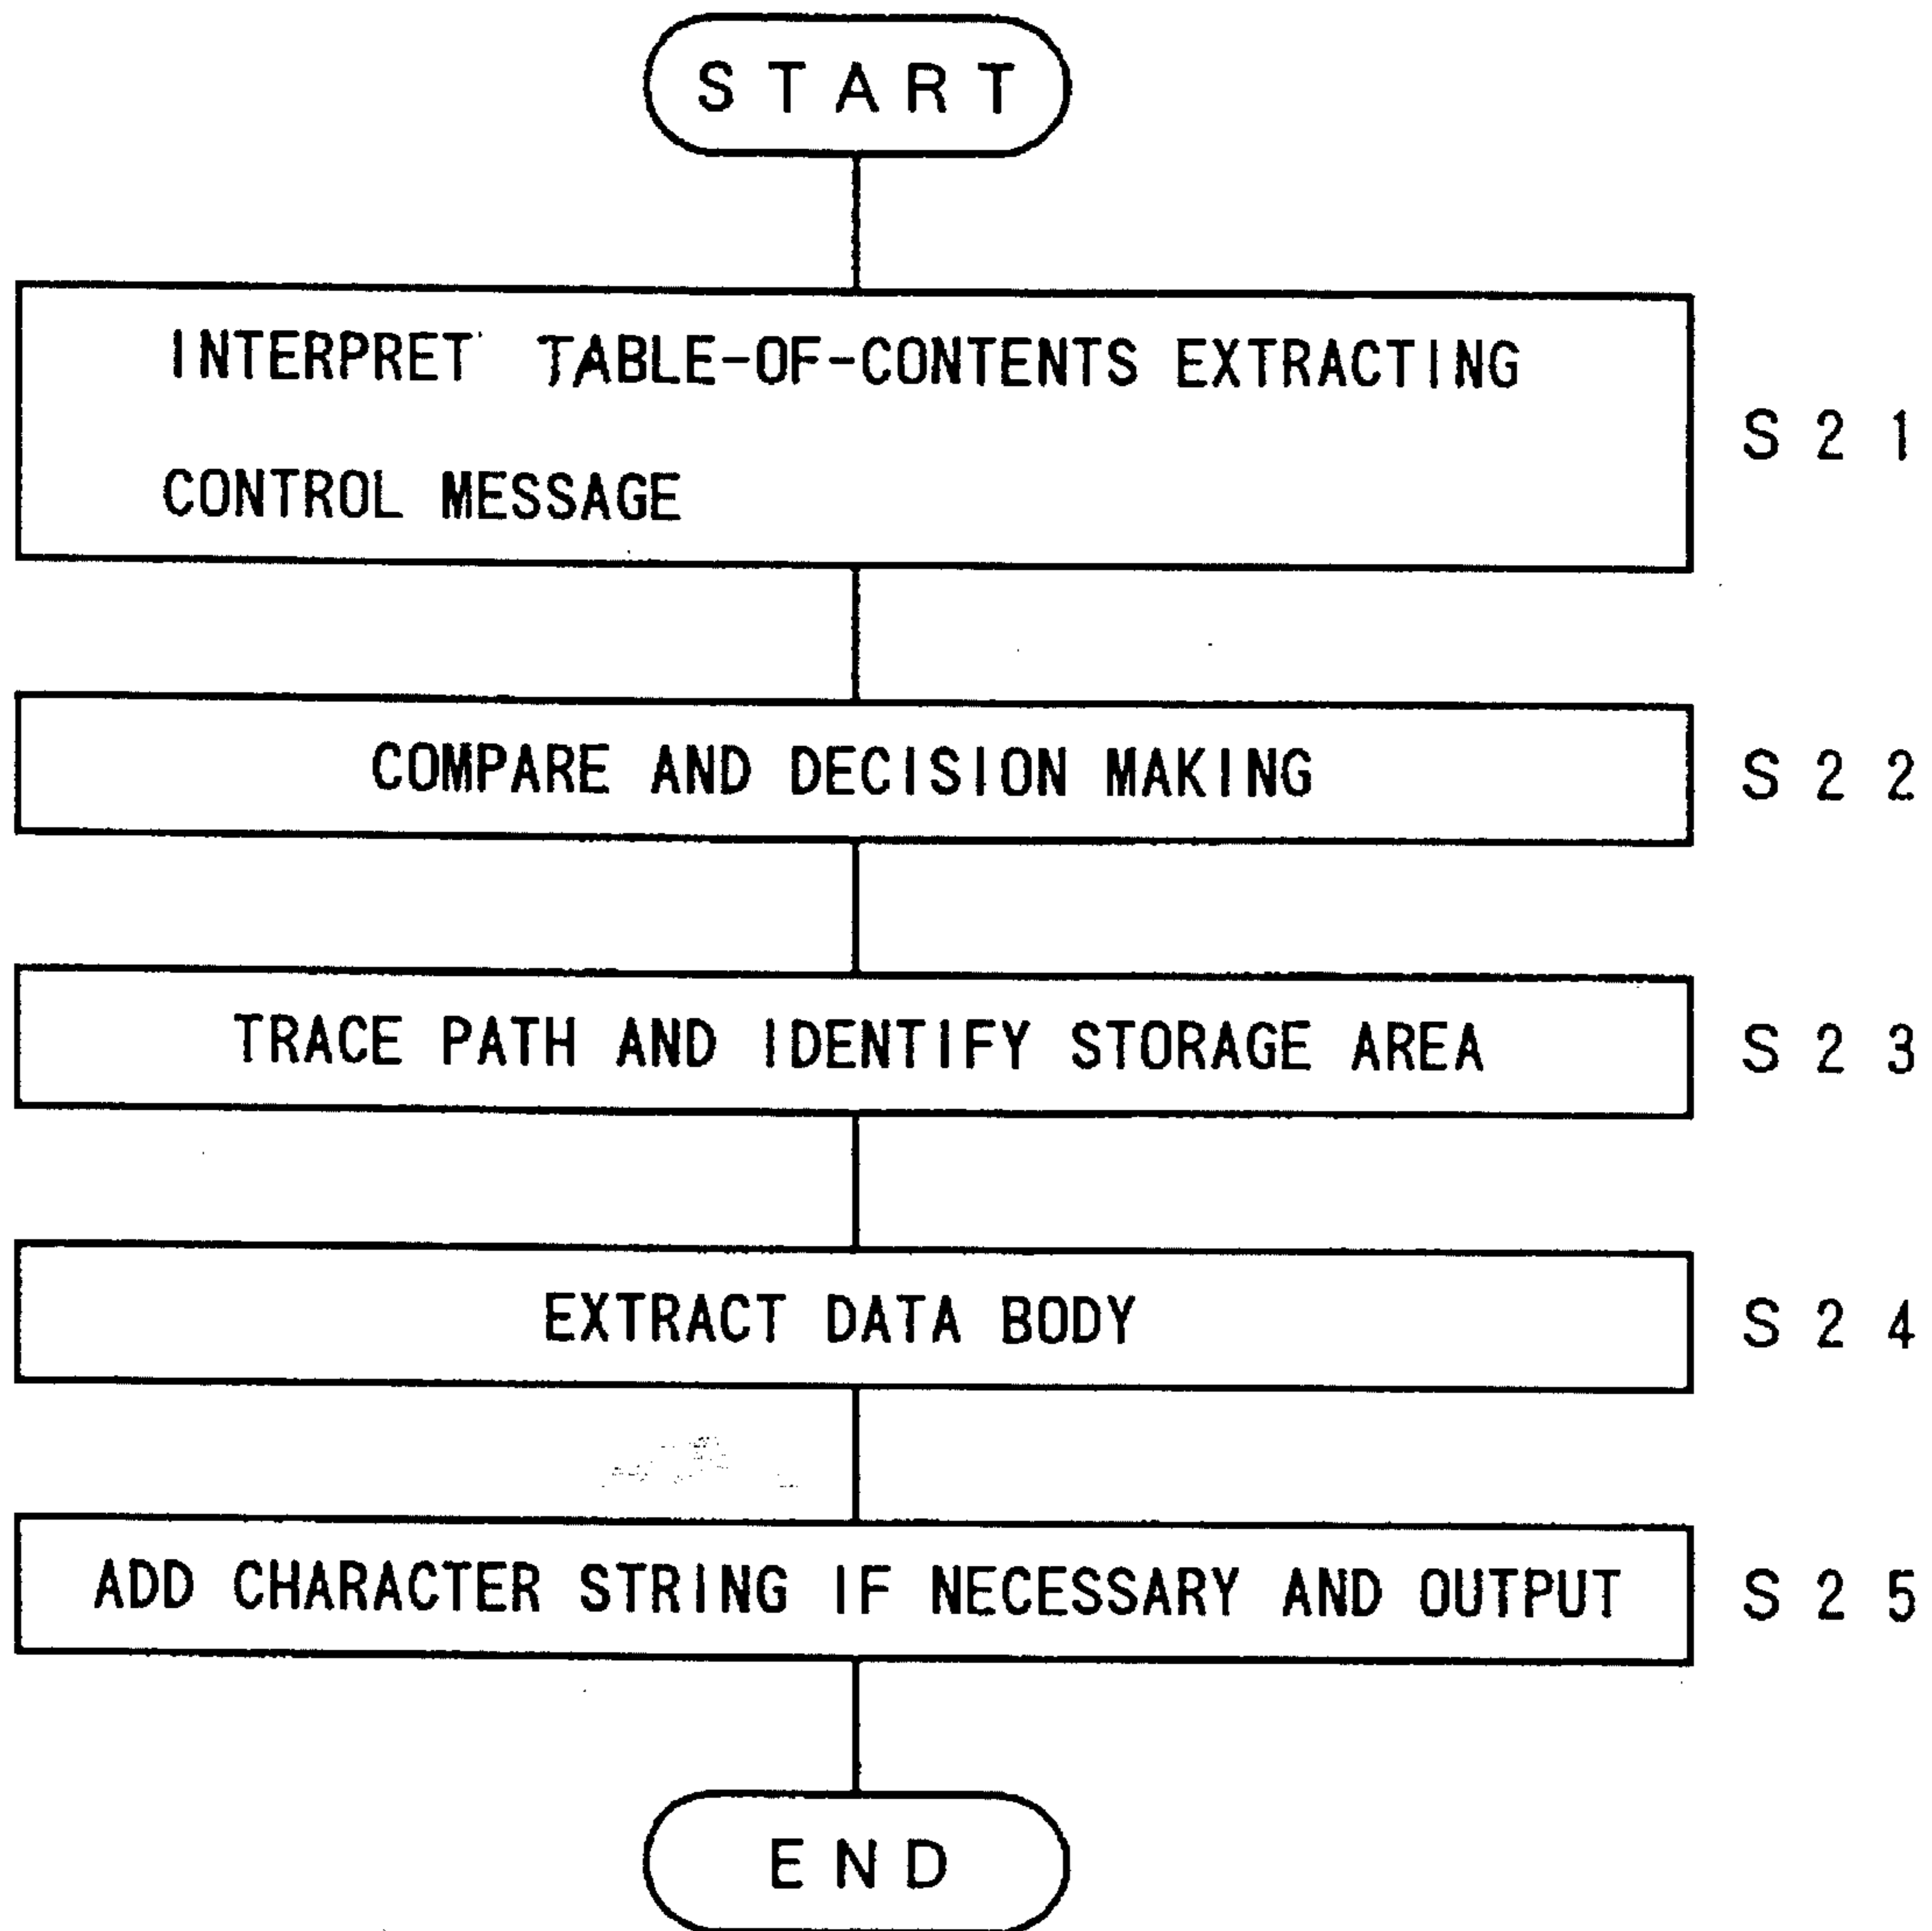 START
INTERPRET TABLE-OF-CONTENTS EXTRACTING
CONTROL MESSAGE
S21
COMPARE AND DECISION MAKING
S22
TRACE PATH AND IDENTIFY STORAGE AREA
S23
EXTRACT DATA BODY
S24
ADD CHARACTER STRING IF NECESSARY AND OUTPUT
S25
END